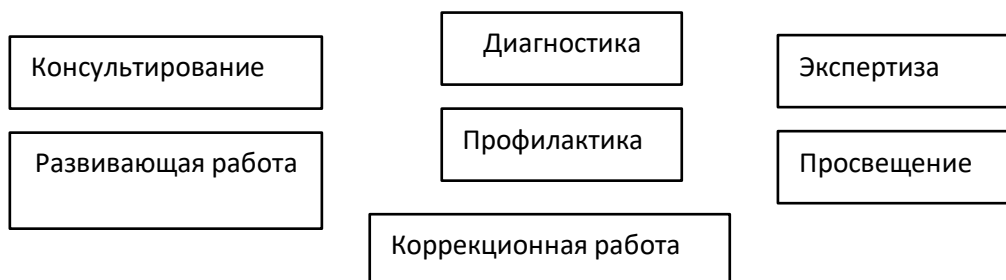 Консультирование
Диагностика
Экспертиза
Развивающая работа
Профилактика
Просвещение
Коррекционная работа